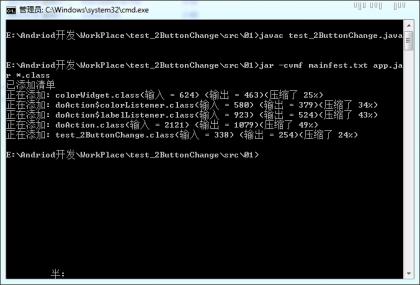 管理员: C:\Windows\system32\cmd.exe
E:\Andriod开发\WorkPlace\test_2ButtonChange\src\01>javac test_2ButtonChange.java
E:\Andriod开发\WorkPlace\test_2ButtonChange\src\01>jar -cvmf mainfest.txt app.ja
r *.class
已添加清单
正在添加: colorWidget.class(输入 = 624) (输出 = 463)(压缩了 25%)
正在添加: doAction$colorListener.class(输入 = 580) (输出 = 379)(压缩了 34%)
正在添加: doAction$labelListener.class(输入 = 923) (输出 = 524)(压缩了 43%)
正在添加: doAction.class(输入 = 2121) (输出 = 1079)(压缩了 49%)
正在添加: test_2ButtonChange.class(输入 = 338) (输出 = 254)(压缩了 24%)
E:\Andriod开发\WorkPlace\test_2ButtonChange\src\01>
半: